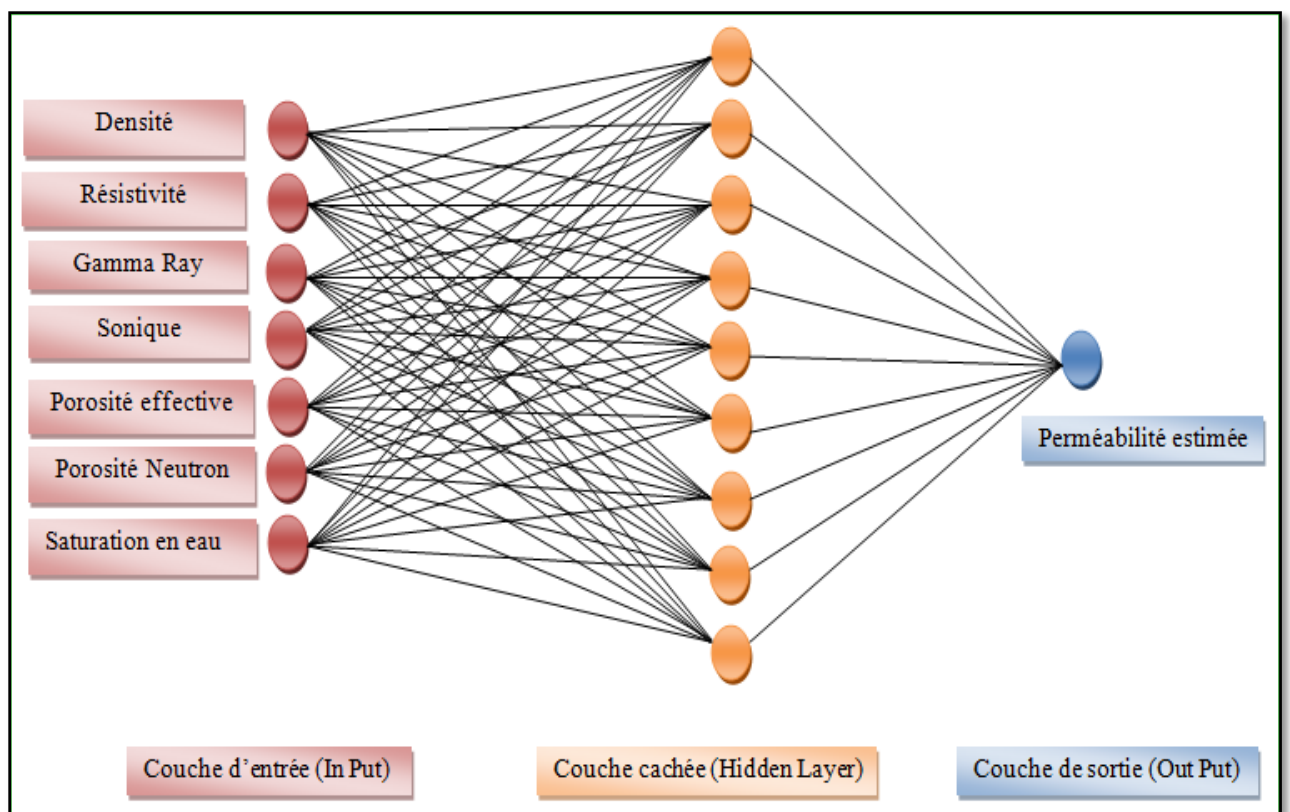 Densité
Résistivité
Gamma Ray
Sonique
Porosité effective
Porosité Neutron
Saturation en eau
Perméabilité estimée
Couche d'entrée (In Put)
Couche cachée (Hidden Layer)
Couche de sortie (Out Put)